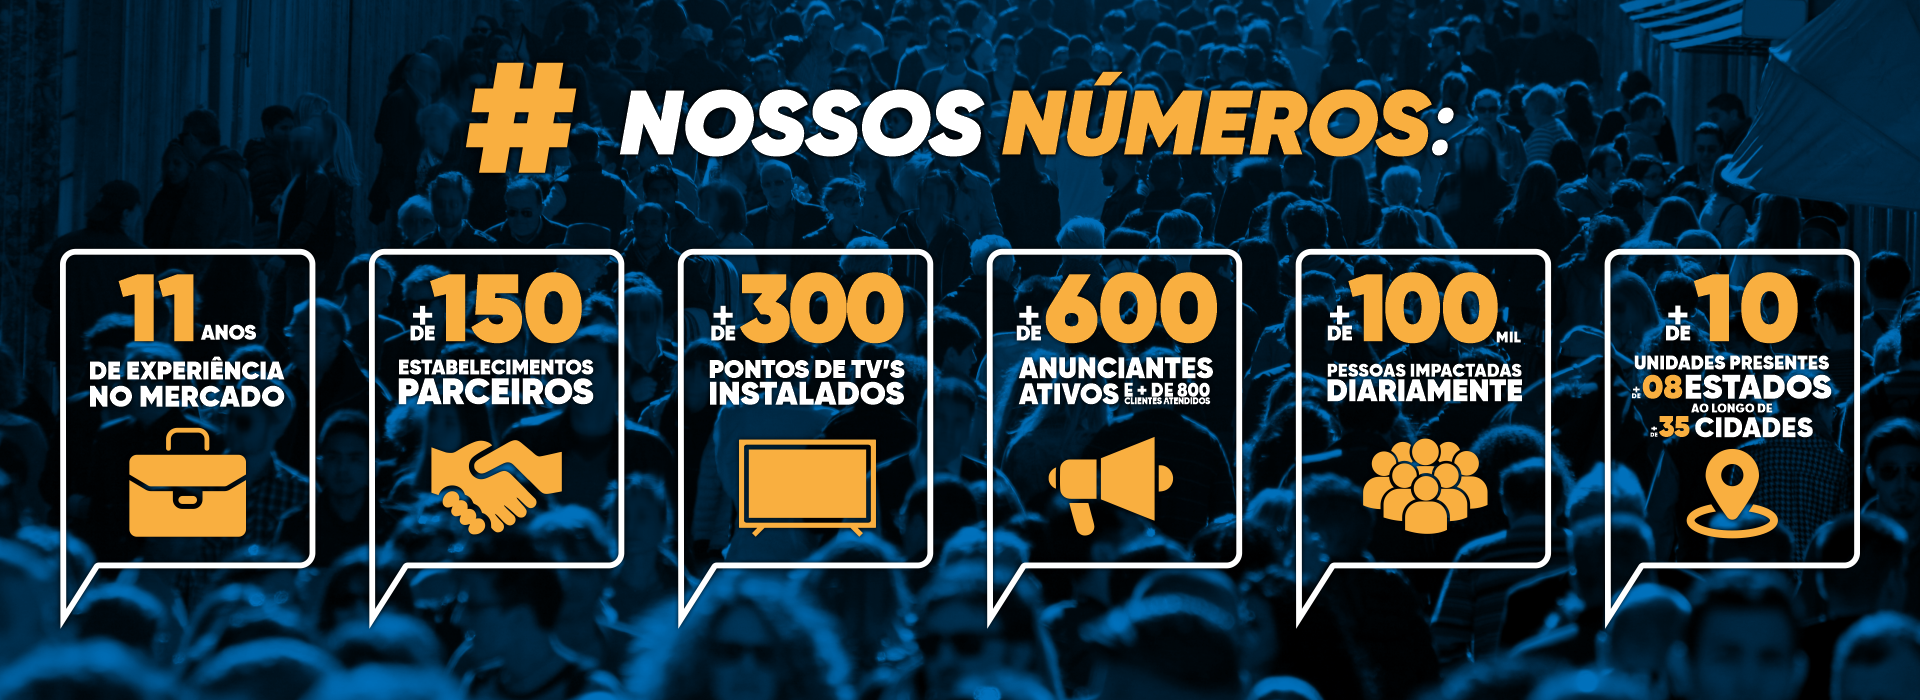 # NOSSOS NÚMEROS:
11 ANOS
DE EXPERIÊNCIA
NO MERCADO
+ DE 150
ESTABELECIMENTOS
PARCEIROS
+ DE 300
PONTOS DE TV'S
INSTALADOS
+ DE 600
ANUNCIANTES
ATIVOS E + DE 800
CLIENTES ATENDIDOS
+ DE 100 MIL
PESSOAS IMPACTADAS
DIARIAMENTE
+ DE 10
UNIDADES PRESENTES
+ DE 08 ESTADOS
AO LONGO DE
+ DE 35 CIDADES